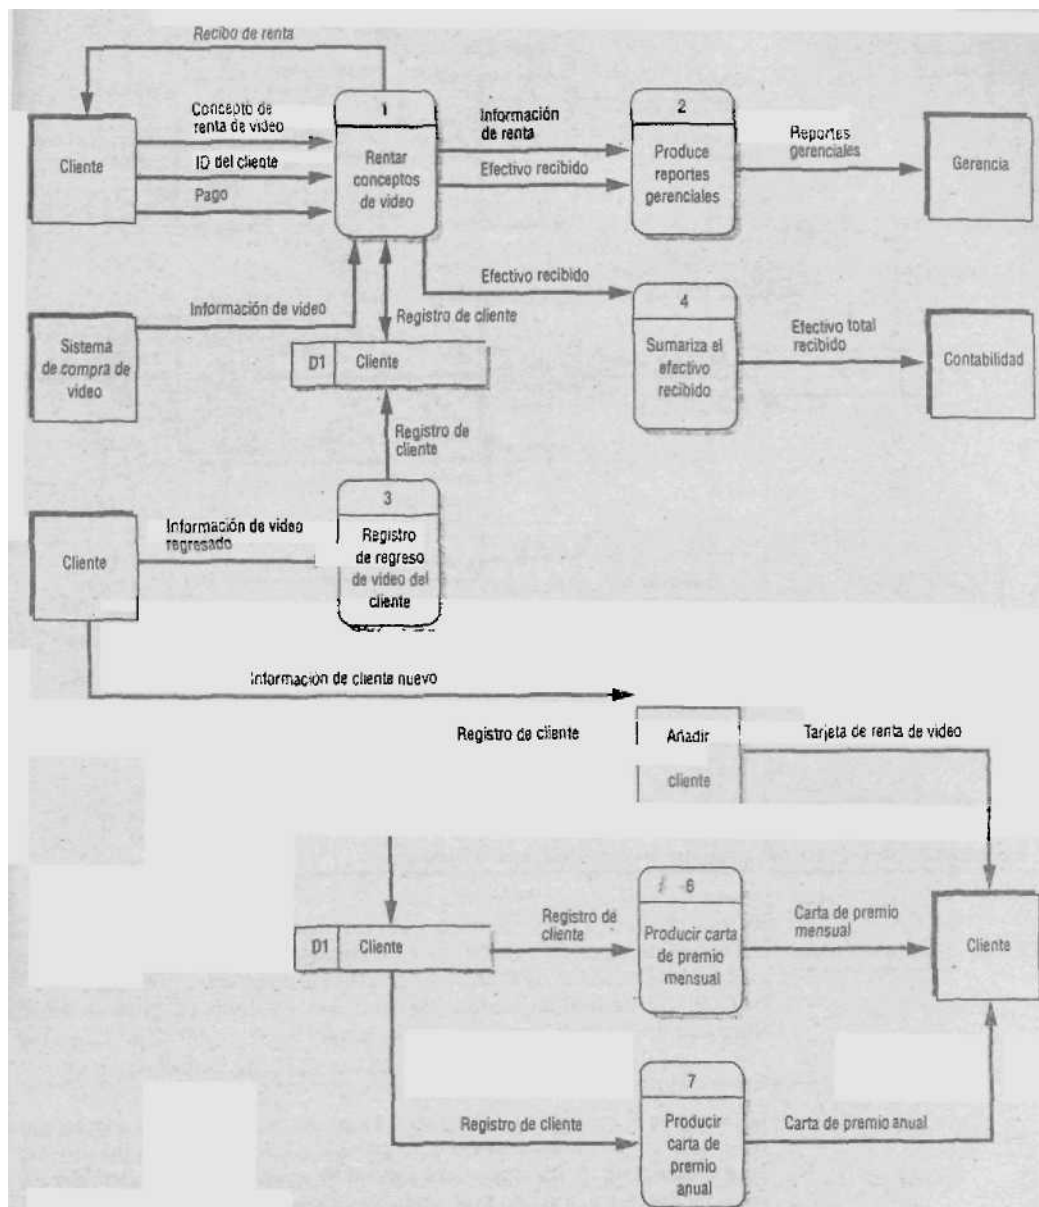 Recibo de renta
Concepto de
renta de video
ID del cliente
Pago
Cliente
1
Rentar
conceptos
de video
Información
de renta
Efectivo recibido
2
Produce
reportes
gerenciales
Reportes
gerenciales
Gerencia
Efectivo recibido
Información de video
Registro de cliente
Sistema
de compra de
video
D1 Cliente
4
Sumariza el
efectivo
recibido
Efectivo total
recibido
Contabilidad
Registro de
cliente
3
Registro
de regreso
de video del
cliente
Información de video
regresado
Cliente
Información de cliente nuevo
Registro de cliente
Añadir
cliente
Tarjeta de renta de video
D1 Cliente
Registro de
cliente
6
Producir carta
de premio
mensual
Carta de premio
mensual
Cliente
Registro de cliente
7
Producir
carta de
premio
anual
Carta de premio anual